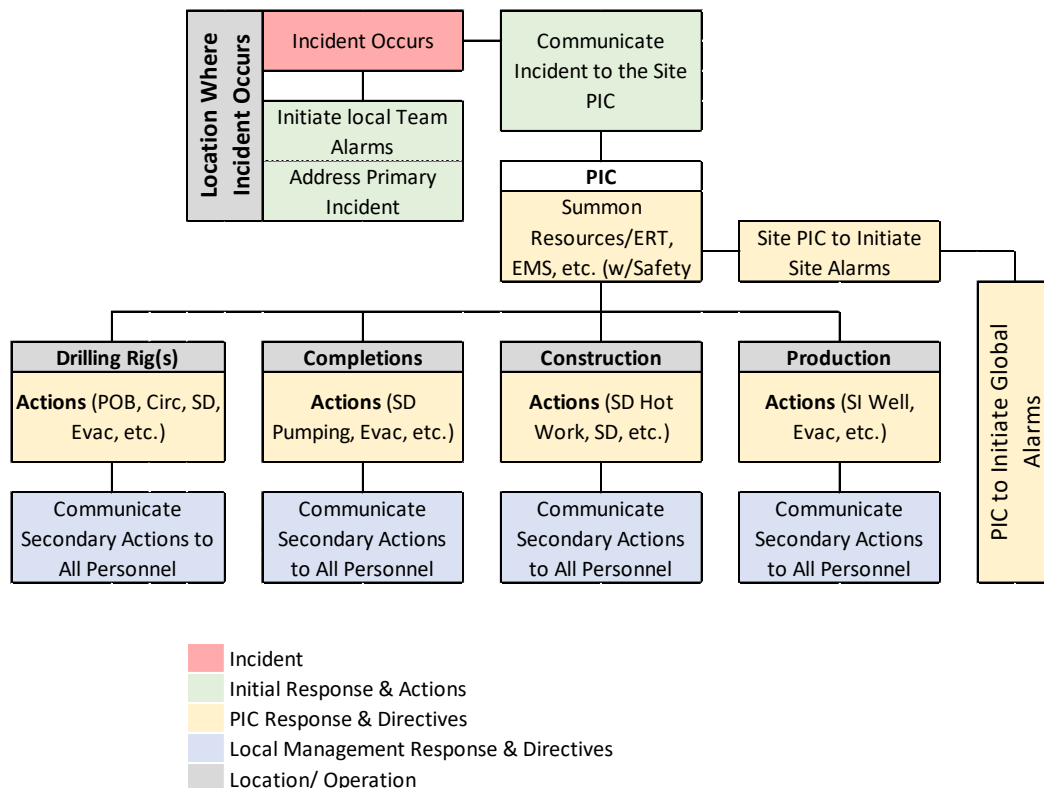 Location Where
Incident Occurs
Incident Occurs
Initiate local Team
Alarms
Address Primary
Incident
Communicate
Incident to the Site
PIC
PIC
Summon
Resources/ERT,
EMS, etc. (w/Safety
Site PIC to Initiate
Site Alarms
PIC to Initiate Global
Alarms
Drilling Rig(s)
Actions (POB, Circ, SD,
Evac, etc.)
Communicate
Secondary Actions to
All Personnel
Completions
Actions (SD
Pumping, Evac, etc.)
Communicate
Secondary Actions
to All Personnel
Construction
Actions (SD Hot
Work, SD, etc.)
Communicate
Secondary Actions
to All Personnel
Production
Actions (SI Well,
Evac, etc.)
Communicate
Secondary Actions
to All Personnel
Incident
Initial Response & Actions
PIC Response & Directives
Local Management Response & Directives
Location/ Operation